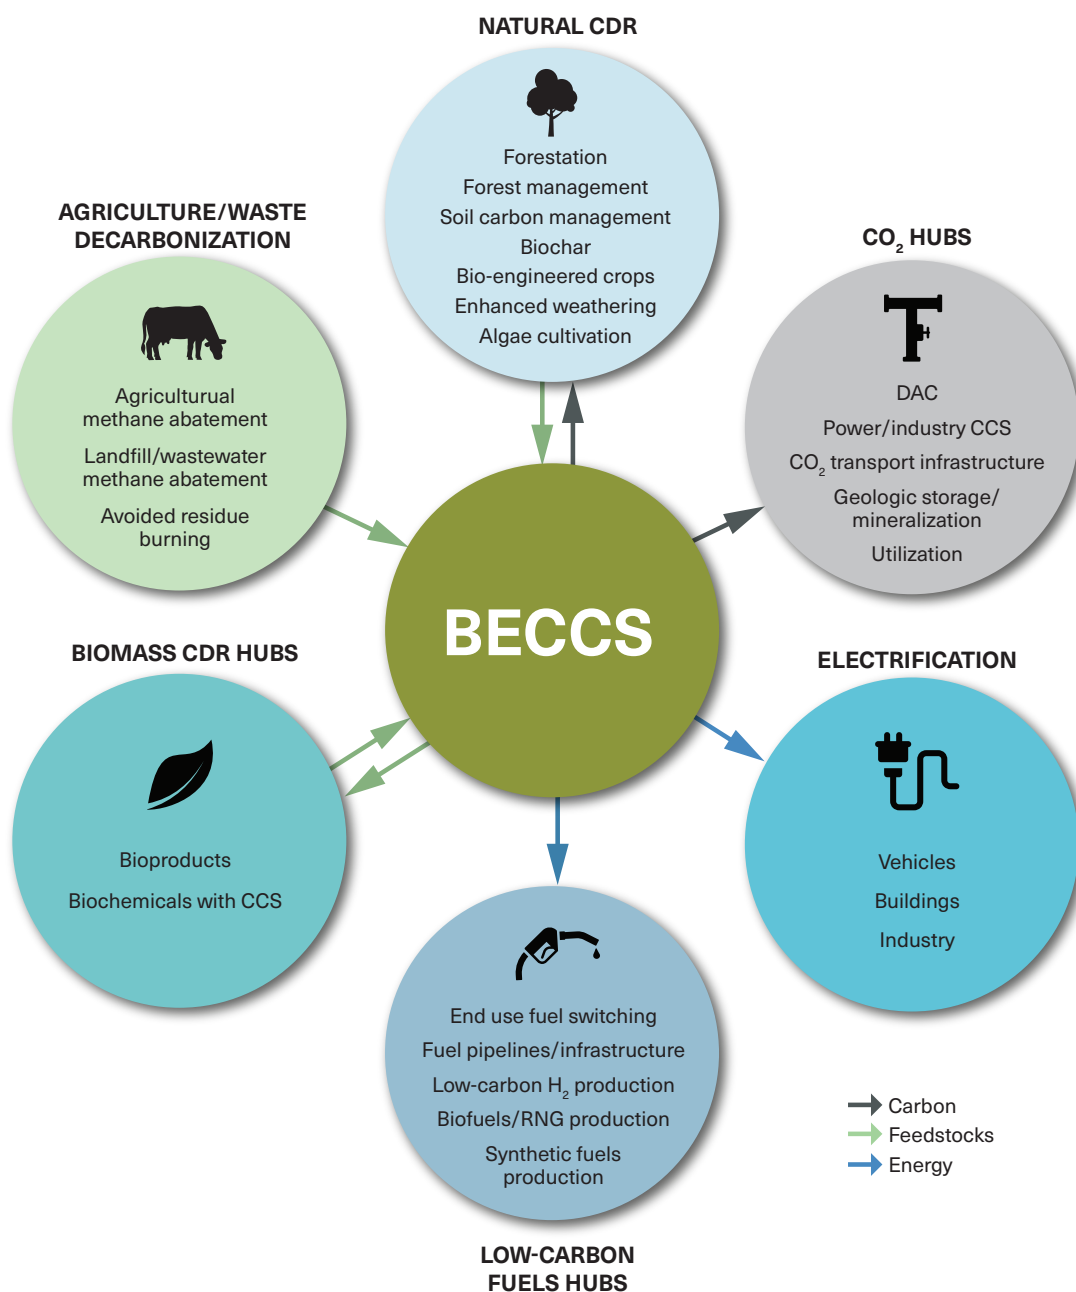 NATURAL CDR
Forestation
Forest management
Soil carbon management
Biochar
Bio-engineered crops
Enhanced weathering
Algae cultivation
AGRICULTURE/WASTE
DECARBONIZATION
Agriculturual
methane abatement
Landfill/wastewater
methane abatement
Avoided residue
burning
CO₂ HUBS
DAC
Power/industry CCS
CO₂ transport infrastructure
Geologic storage/
mineralization
Utilization
BECCS
BIOMASS CDR HUBS
Bioproducts
Biochemicals with CCS
ELECTRIFICATION
Vehicles
Buildings
Industry
End use fuel switching
Fuel pipelines/infrastructure
Low-carbon H₂ production
Biofuels/RNG production
Synthetic fuels
production
LOW-CARBON
FUELS HUBS
Carbon
Feedstocks
Energy